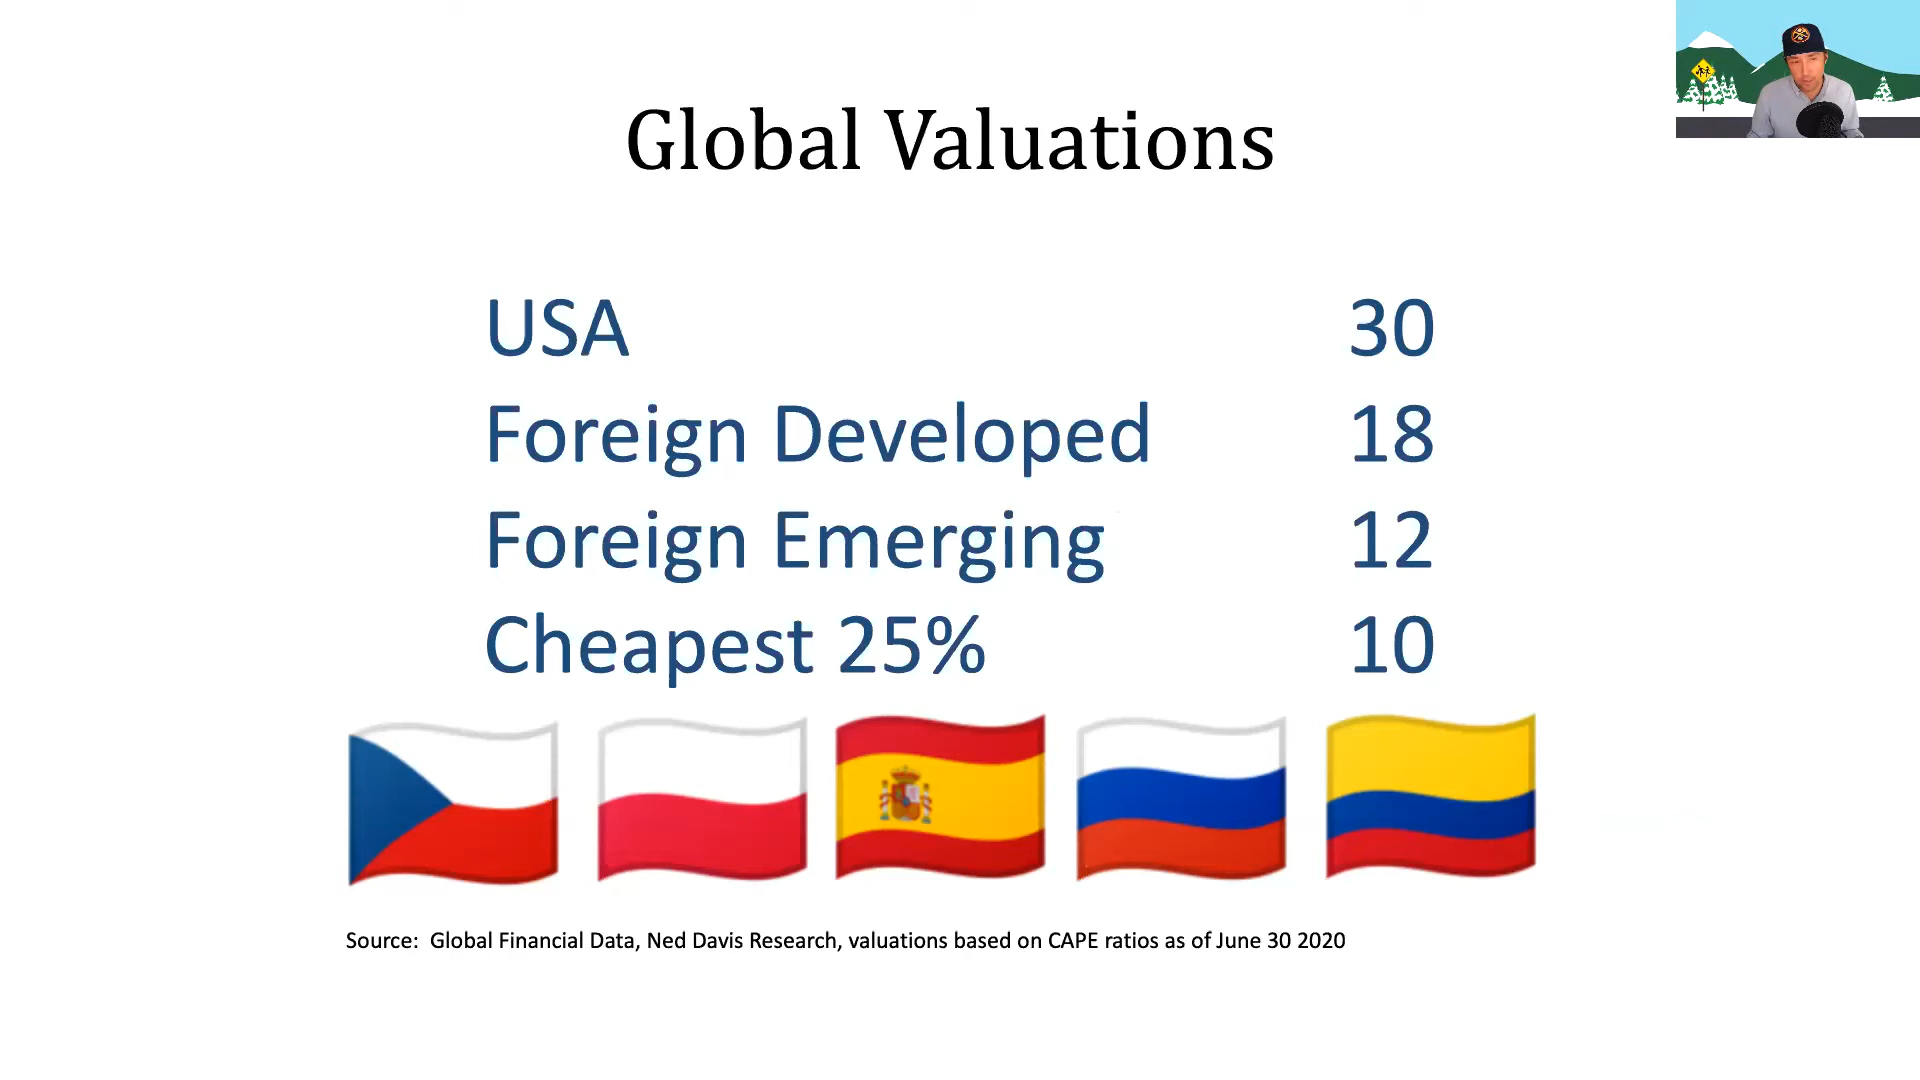 Global Valuations
USA 30
Foreign Developed 18
Foreign Emerging 12
Cheapest 25% 10
Source: Global Financial Data, Ned Davis Research, valuations based on CAPE ratios as of June 30 2020